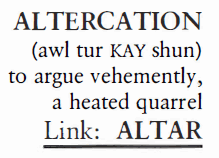 ALTERCATION
(awl tur KAY shun)
to argue vehemently,
a heated quarrel
Link: ALTAR